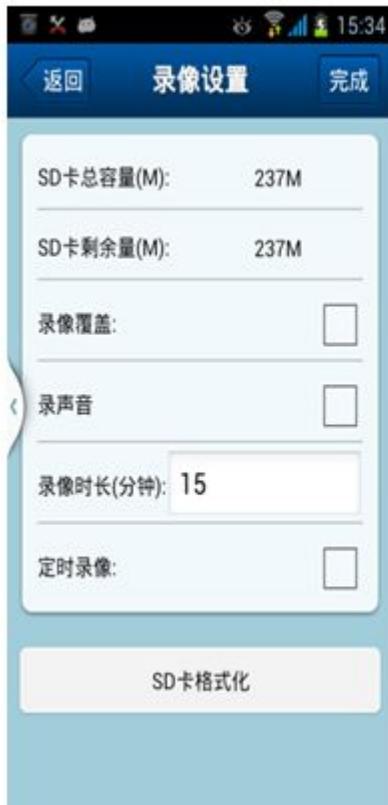 15:34
返回 录像设置 完成
SD卡总容量(M): 237M
SD卡剩余量(M): 237M
录像覆盖:
录声音
录像时长(分钟): 15
定时录像:
SD卡格式化